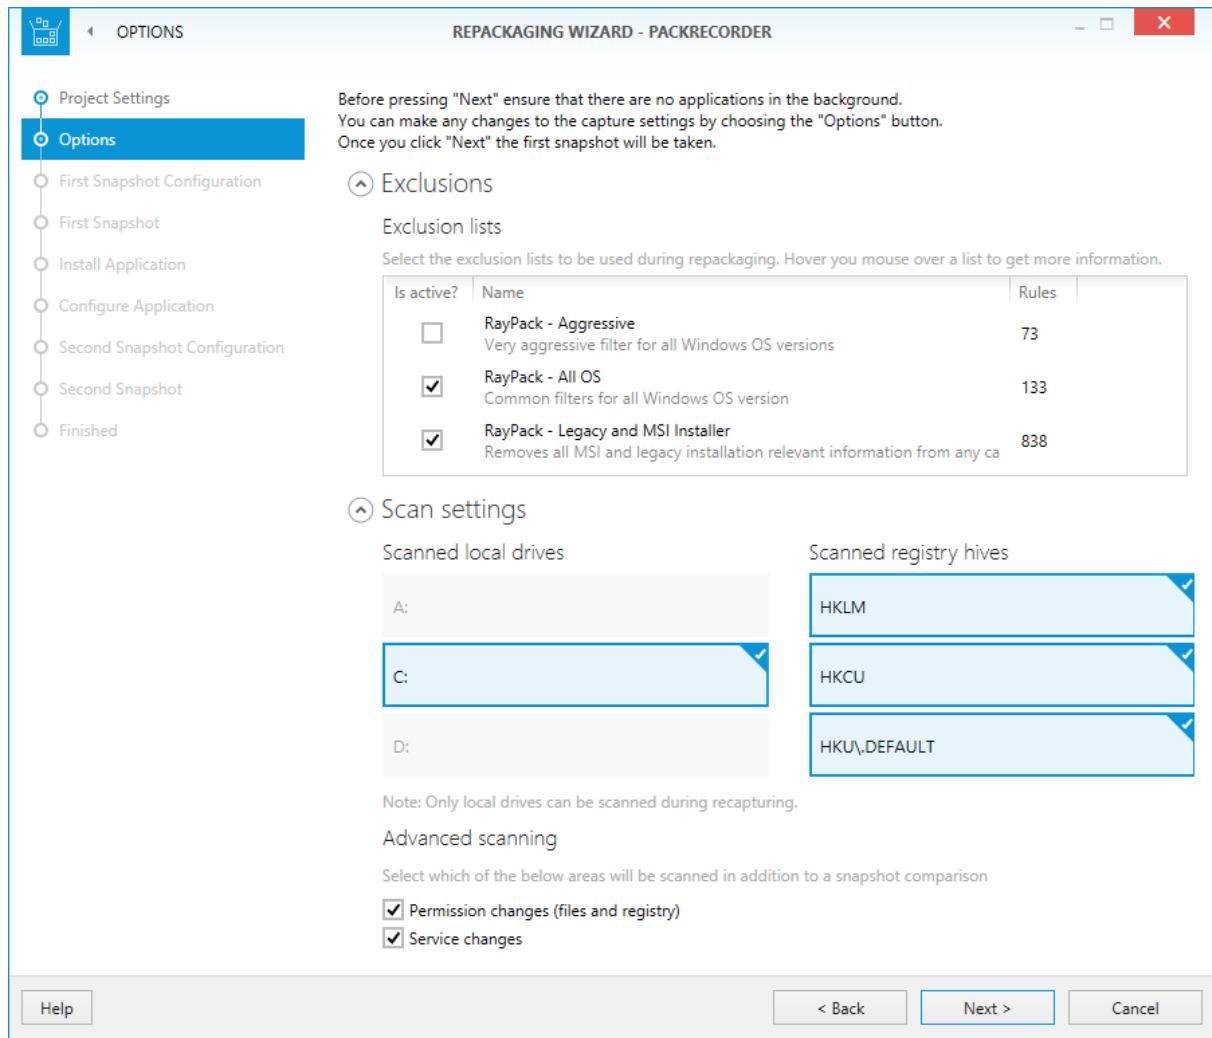 OPTIONS
REPACKAGING WIZARD - PACKRECORDER
Project Settings
Options
First Snapshot Configuration
First Snapshot
Install Application
Configure Application
Second Snapshot Configuration
Second Snapshot
Finished
Before pressing "Next" ensure that there are no applications in the background.
You can make any changes to the capture settings by choosing the "Options" button.
Once you click "Next" the first snapshot will be taken.
Exclusions
Exclusion lists
Select the exclusion lists to be used during repackaging. Hover you mouse over a list to get more information.
Is active? Name Rules
RayPack - Aggressive
Very aggressive filter for all Windows OS versions
73
RayPack - All OS
Common filters for all Windows OS version
133
RayPack - Legacy and MSI Installer
Removes all MSI and legacy installation relevant information from any ca
838
Scan settings
Scanned local drives
A:
C:
D:
Scanned registry hives
HKLM
HKCU
HKU\.DEFAULT
Note: Only local drives can be scanned during recapturing.
Advanced scanning
Select which of the below areas will be scanned in addition to a snapshot comparison
Permission changes (files and registry)
Service changes
Help
< Back
Next >
Cancel